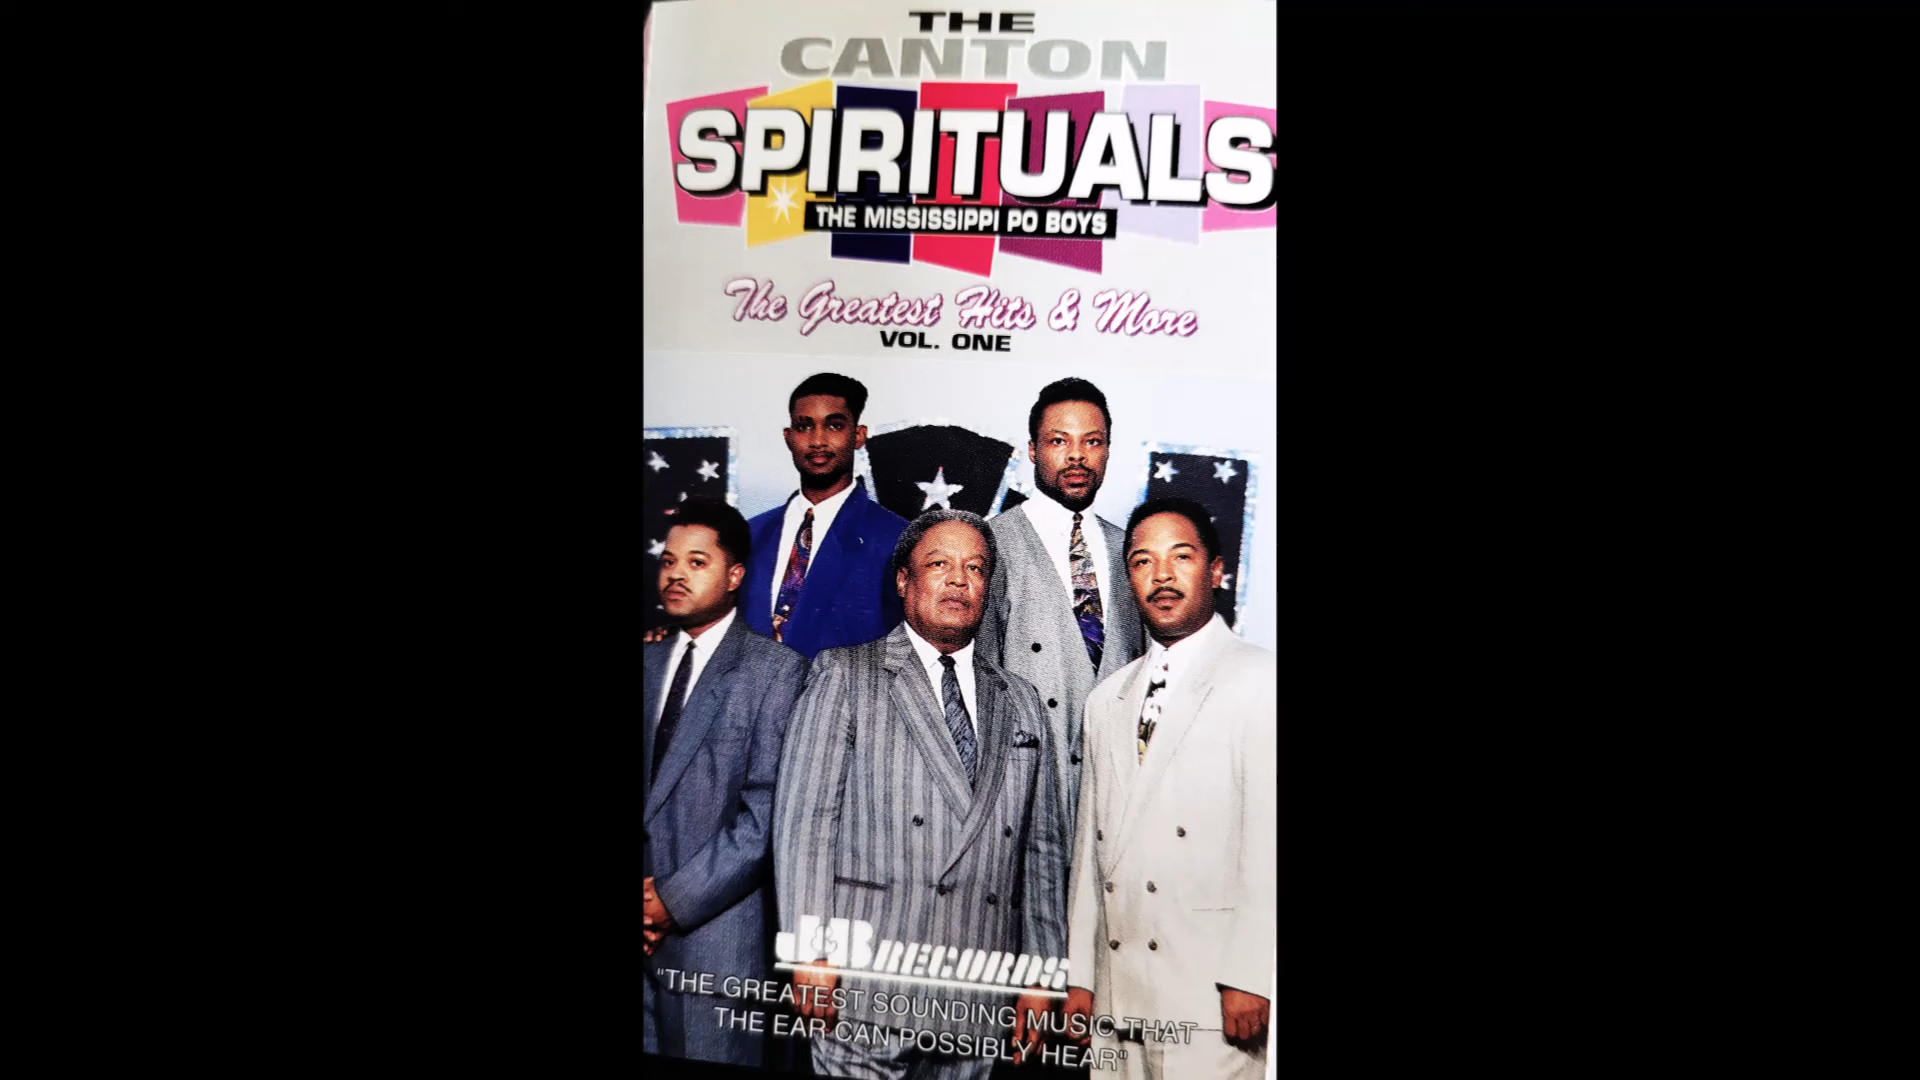 THE
CANTON
SPIRITUALS
THE MISSISSIPPI PO BOYS
The Greatest Hits & More
VOL. ONE
J&B RECORDS
"THE GREATEST SOUNDING MUSIC THAT
THE EAR CAN POSSIBLY HEAR"